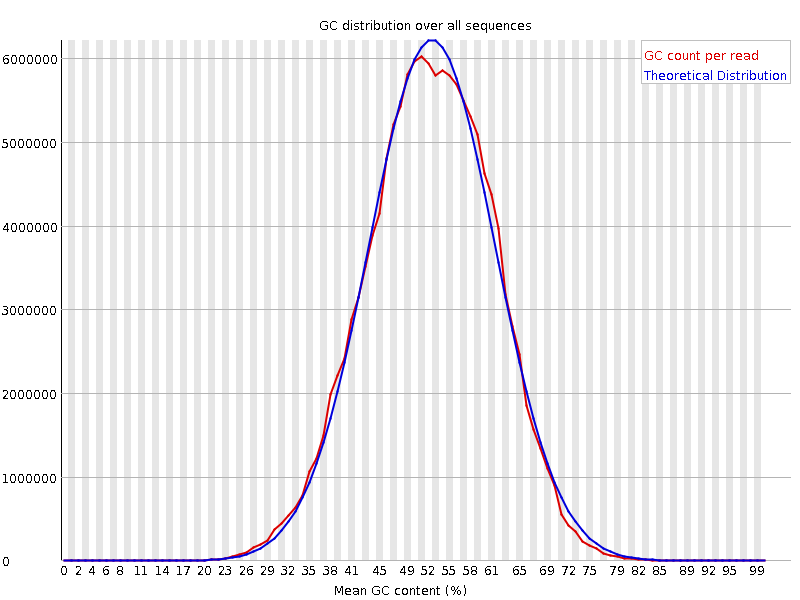 GC distribution over all sequences
GC count per read
Theoretical Distribution
6000000
5000000
4000000
3000000
2000000
1000000
0
0 2 4 6 8 11 14 17 20 23 26 29 32 35 38 41 45 49 52 55 58 61 65 69 72 75 79 82 85 89 92 95 99
Mean GC content (%)